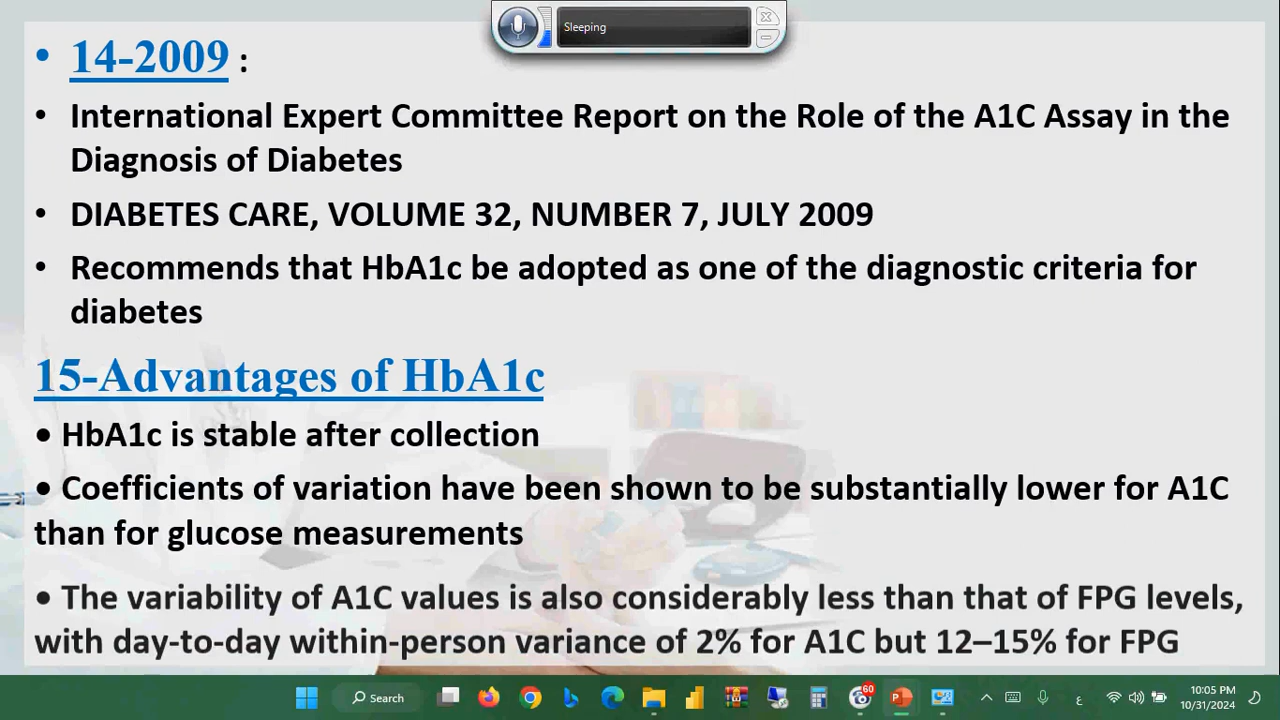 Sleeping
• 14-2009 :
• International Expert Committee Report on the Role of the A1C Assay in the
Diagnosis of Diabetes
• DIABETES CARE, VOLUME 32, NUMBER 7, JULY 2009
• Recommends that HbA1c be adopted as one of the diagnostic criteria for
diabetes
15-Advantages of HbA1c
• HbA1c is stable after collection
• Coefficients of variation have been shown to be substantially lower for A1C
than for glucose measurements
• The variability of A1C values is also considerably less than that of FPG levels,
with day-to-day within-person variance of 2% for A1C but 12–15% for FPG
Search
60
ع
10:05 PM
10/31/2024